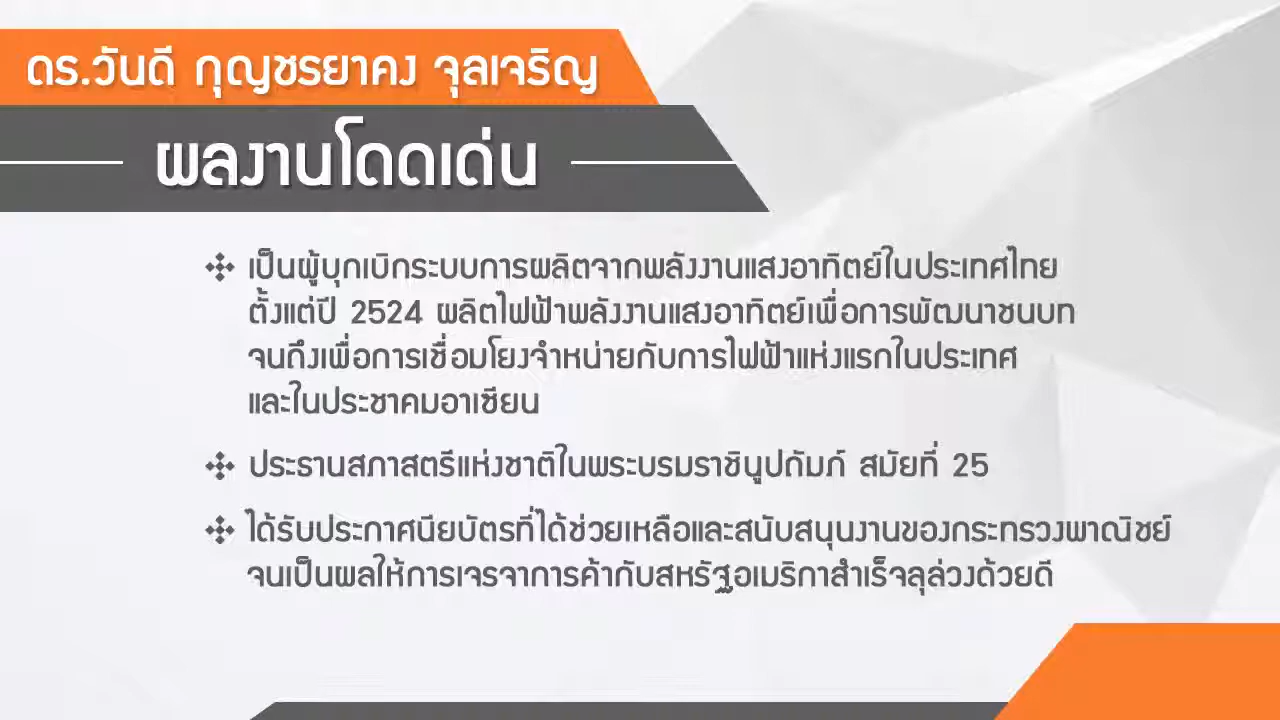 ดร.วันดี กุญชรยาคง จุลเจริญ
ผลงานโดดเด่น
เป็นผู้บุกเบิกระบบการผลิตจากพลังงานแสงอาทิตย์ในประเทศไทย
ตั้งแต่ปี 2524 ผลิตไฟฟ้าพลังงานแสงอาทิตย์เพื่อการพัฒนาชนบท
จนถึงเพื่อการเชื่อมโยงจำหน่ายกับการไฟฟ้าแห่งแรกในประเทศ
และในประชาคมอาเซียน
ประธานสภาสตรีแห่งชาติในพระบรมราชินูปถัมภ์ สมัยที่ 25
ได้รับประกาศนียบัตรที่ได้ช่วยเหลือและสนับสนุนงานของกระทรวงพาณิชย์
จนเป็นผลให้การเจรจาการค้ากับสหรัฐอเมริกาสำเร็จลุล่วงด้วยดี